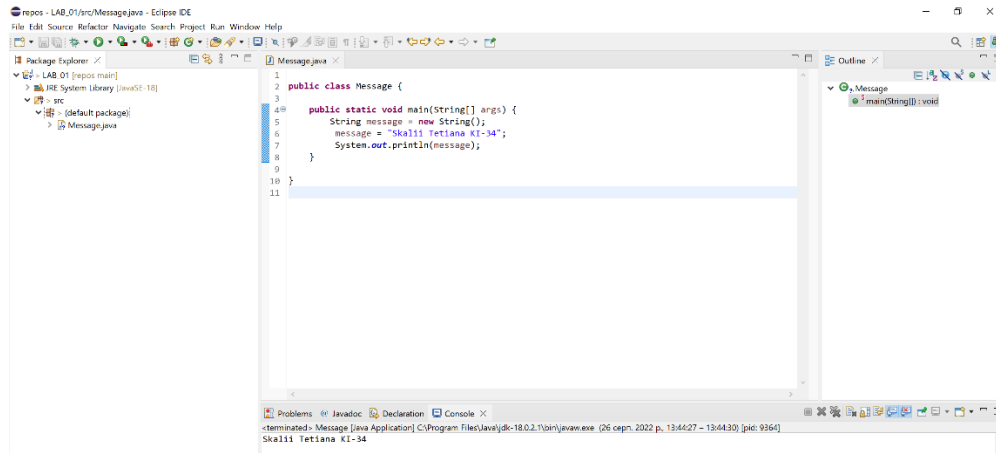 repos - LAB_01/src/Message.java - Eclipse IDE
File Edit Source Refactor Navigate Search Project Run Window Help
Package Explorer
LAB_01 [repox main]
JRE System Library [JavaSE-18]
src
(default package)
Message.java
Message.java
1
2 public class Message {
3
4 public static void main(String[] args) {
5 String message = new String();
6 message = "Skalii Tetiana KI-34";
7 System.out.println(message);
8 }
9
10 }
11
Outline
Message
main(String[]) : void
Problems Javadoc Declaration Console
<terminated> Message [Java Application] C:\Program Files\Java\jdk-18.0.2.1\bin\javaw.exe (26 серп. 2022 р., 13:44:27 – 13:44:30) [pid: 9364]
Skalii Tetiana KI-34